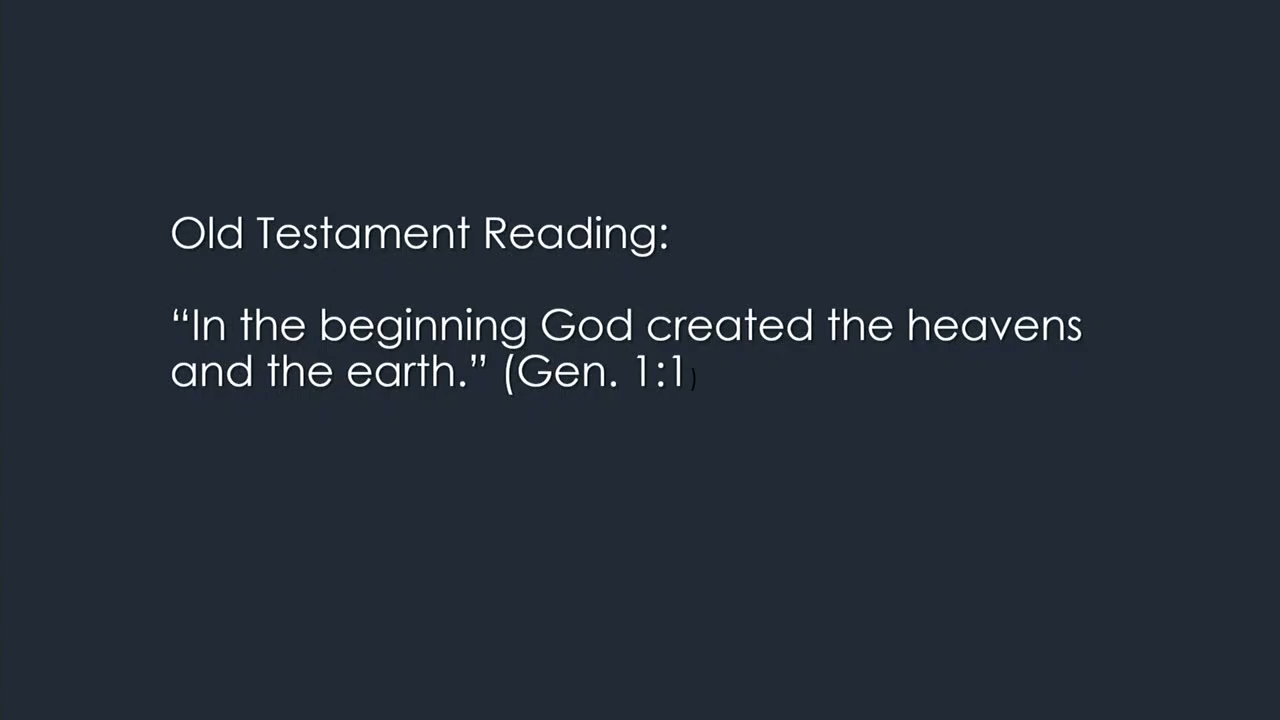 Old Testament Reading:
“In the beginning God created the heavens
and the earth.” (Gen. 1:1)